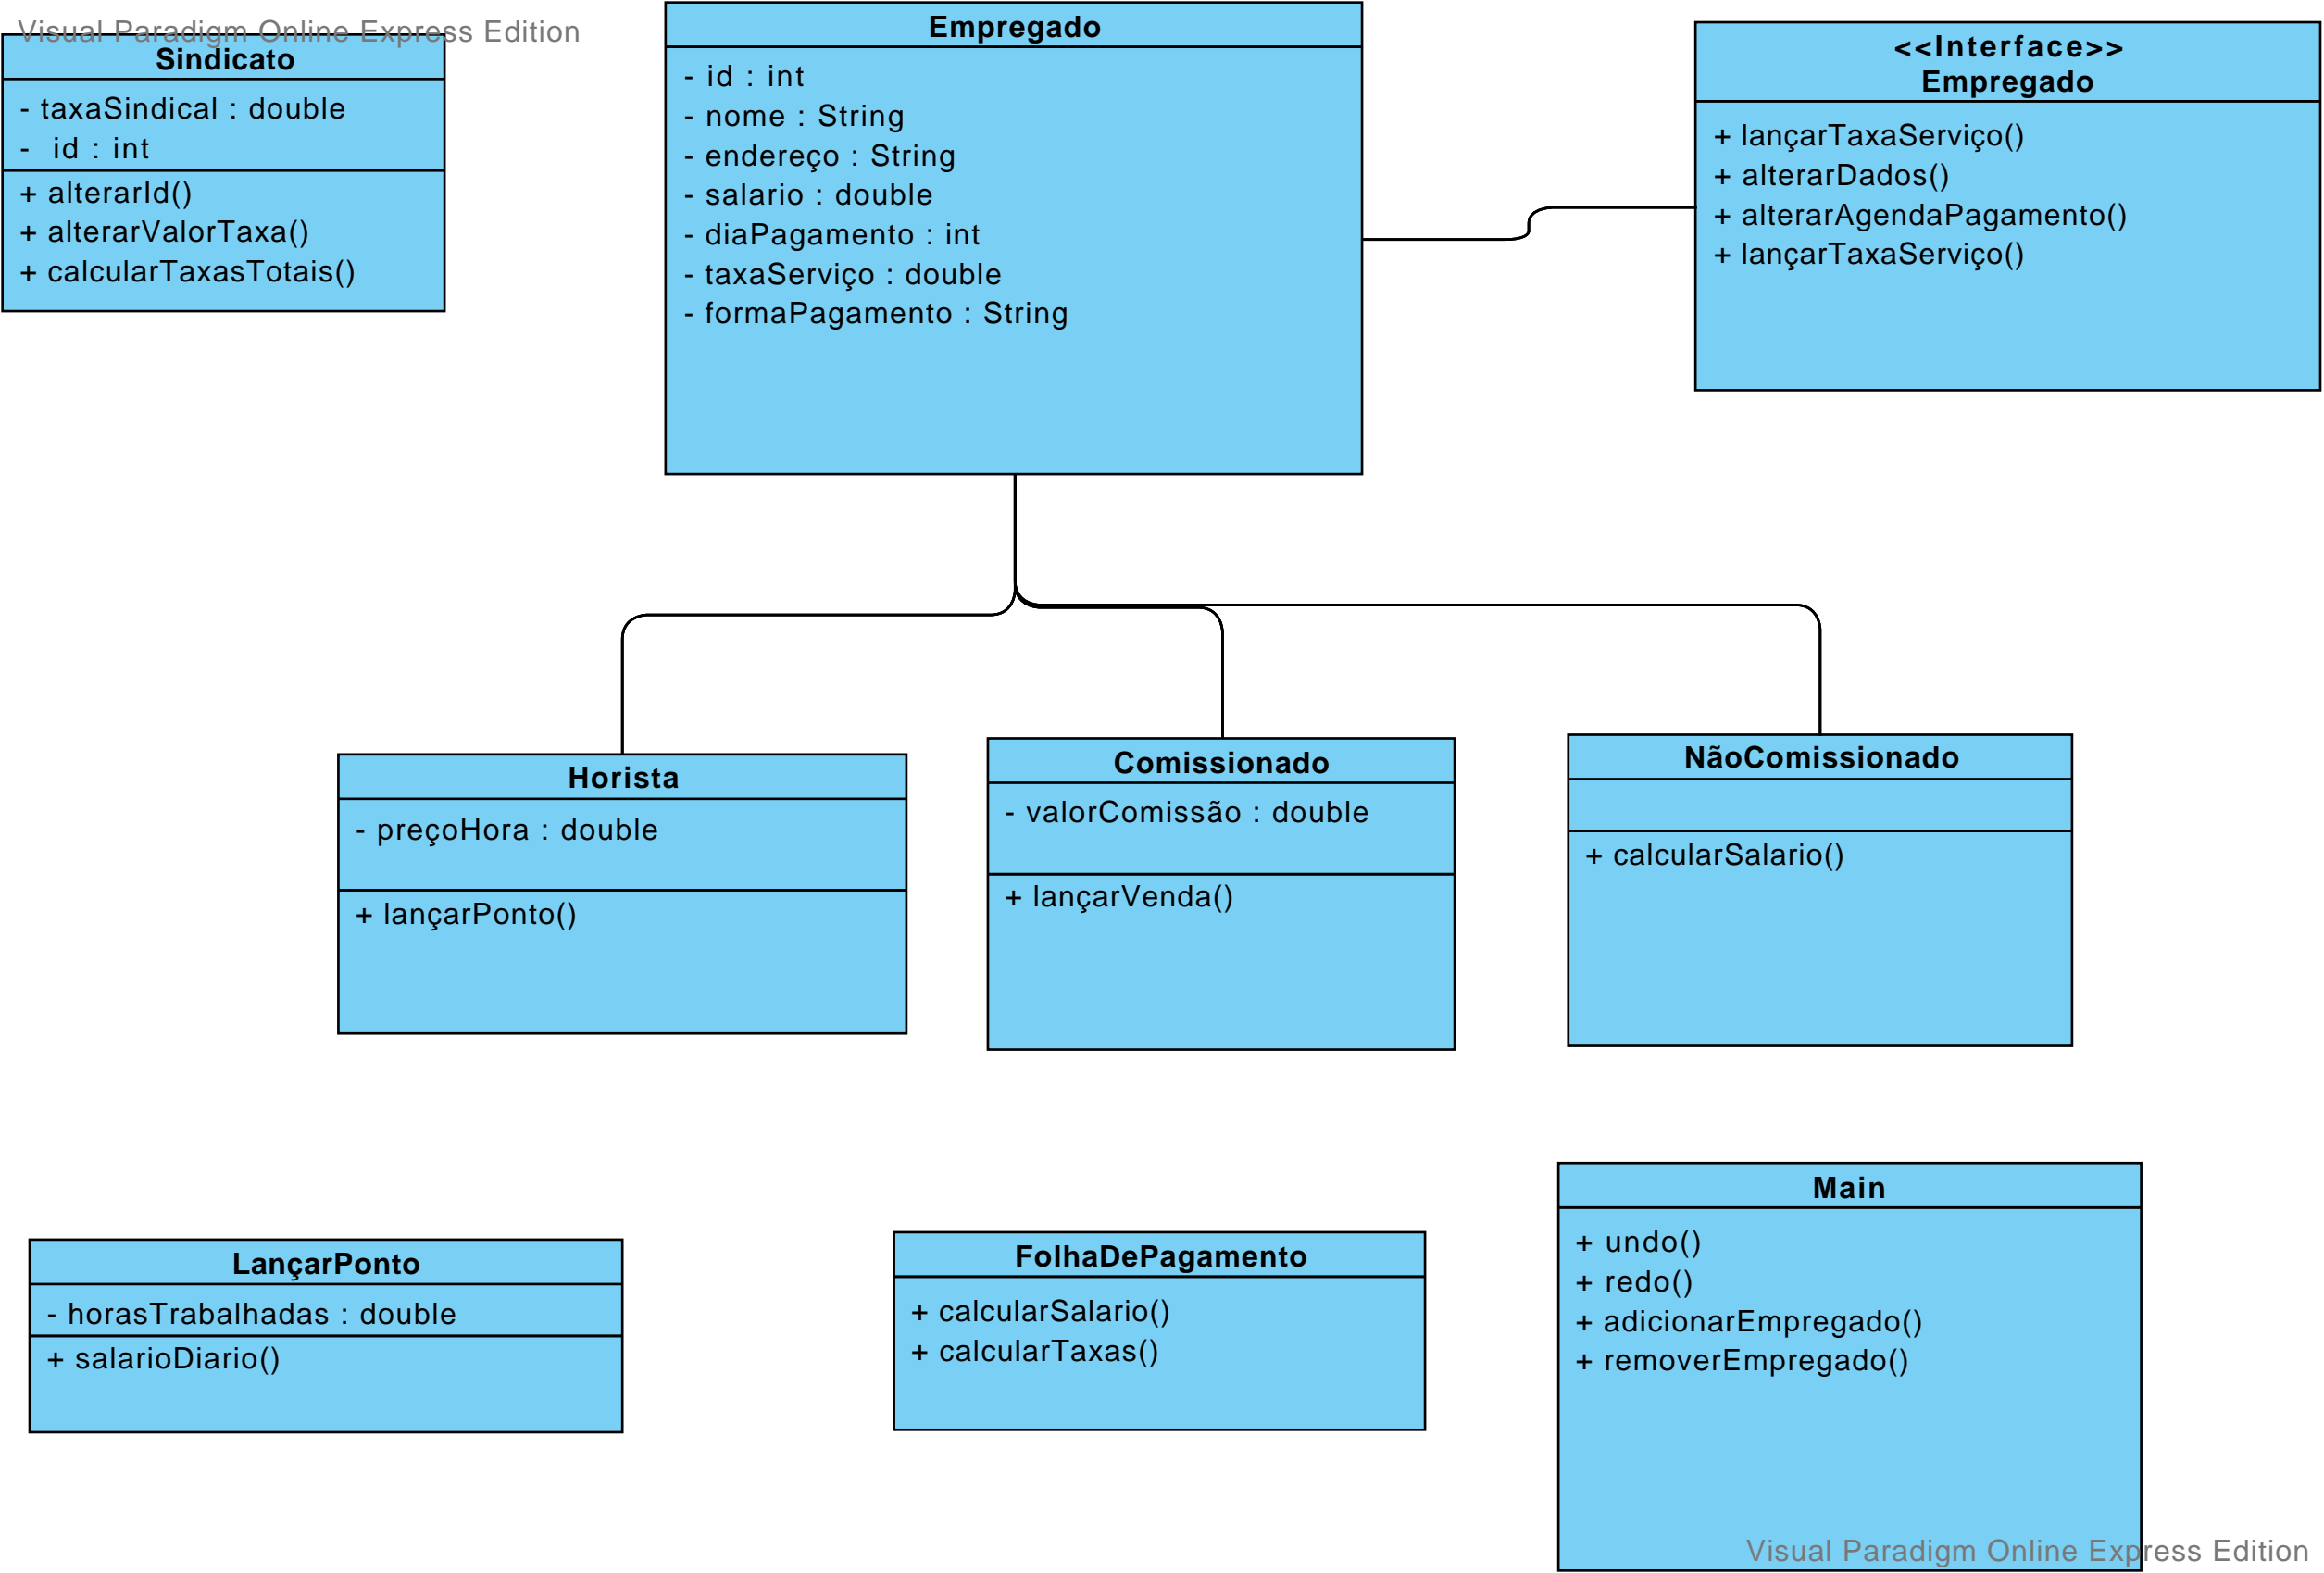 Visual Paradigm Online Express Edition
Sindicato
- taxaSindical : double
- id : int
+ alterarId()
+ alterarValorTaxa()
+ calcularTaxasTotais()
Empregado
- id : int
- nome : String
- endereço : String
- salario : double
- diaPagamento : int
- taxaServiço : double
- formaPagamento : String
<<Interface>>
Empregado
+ lançarTaxaServiço()
+ alterarDados()
+ alterarAgendaPagamento()
+ lançarTaxaServiço()
Horista
- preçoHora : double
+ lançarPonto()
Comissionado
- valorComissão : double
+ lançarVenda()
NãoComissionado
+ calcularSalario()
LançarPonto
- horasTrabalhadas : double
+ salarioDiario()
FolhaDePagamento
+ calcularSalario()
+ calcularTaxas()
Main
+ undo()
+ redo()
+ adicionarEmpregado()
+ removerEmpregado()
Visual Paradigm Online Express Edition